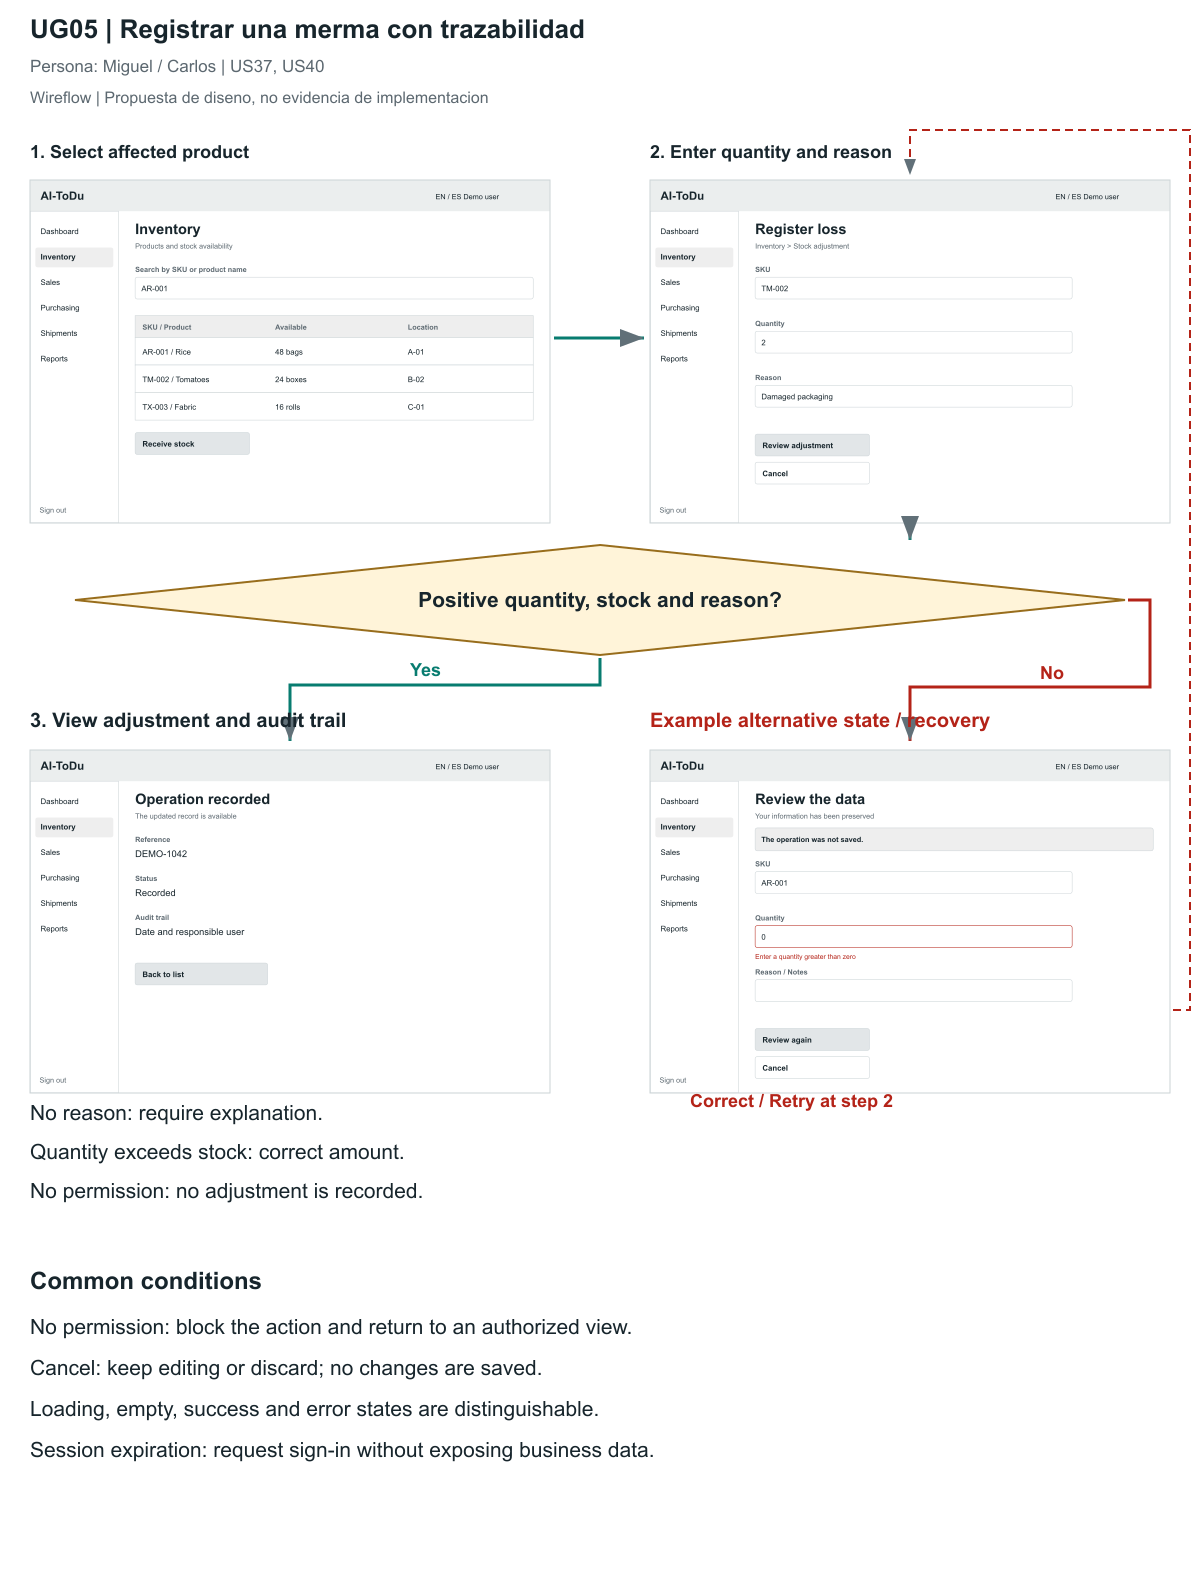 UG05 | Registrar una merma con trazabilidad
Persona: Miguel / Carlos | US37, US40
Wireflow | Propuesta de diseno, no evidencia de implementacion
1. Select affected product
AI-ToDu
EN / ES Demo user
Dashboard
Inventory
Sales
Purchasing
Shipments
Reports
Sign out
Inventory
Products and stock availability
Search by SKU or product name
AR-001
SKU / Product Available Location
AR-001 / Rice 48 bags A-01
TM-002 / Tomatoes 24 boxes B-02
TX-003 / Fabric 16 rolls C-01
Receive stock
2. Enter quantity and reason
AI-ToDu
EN / ES Demo user
Dashboard
Inventory
Sales
Purchasing
Shipments
Reports
Sign out
Register loss
Inventory > Stock adjustment
SKU
TM-002
Quantity
2
Reason
Damaged packaging
Review adjustment
Cancel
Positive quantity, stock and reason?
Yes
No
3. View adjustment and audit trail
AI-ToDu
EN / ES Demo user
Dashboard
Inventory
Sales
Purchasing
Shipments
Reports
Sign out
Operation recorded
The updated record is available
Reference
DEMO-1042
Status
Recorded
Audit trail
Date and responsible user
Back to list
Example alternative state / recovery
AI-ToDu
EN / ES Demo user
Dashboard
Inventory
Sales
Purchasing
Shipments
Reports
Sign out
Review the data
Your information has been preserved
The operation was not saved.
SKU
AR-001
Quantity
0
Enter a quantity greater than zero
Reason / Notes
Review again
Cancel
Correct / Retry at step 2
No reason: require explanation.
Quantity exceeds stock: correct amount.
No permission: no adjustment is recorded.
Common conditions
No permission: block the action and return to an authorized view.
Cancel: keep editing or discard; no changes are saved.
Loading, empty, success and error states are distinguishable.
Session expiration: request sign-in without exposing business data.